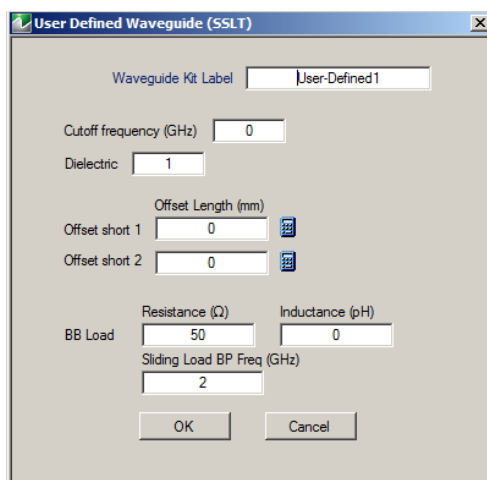 User Defined Waveguide (SSLT)
Waveguide Kit Label User-Defined1
Cutoff frequency (GHz) 0
Dielectric 1
Offset Length (mm)
Offset short 1 0
Offset short 2 0
Resistance (Ω) Inductance (pH)
BB Load 50 0
Sliding Load BP Freq (GHz)
2
OK Cancel